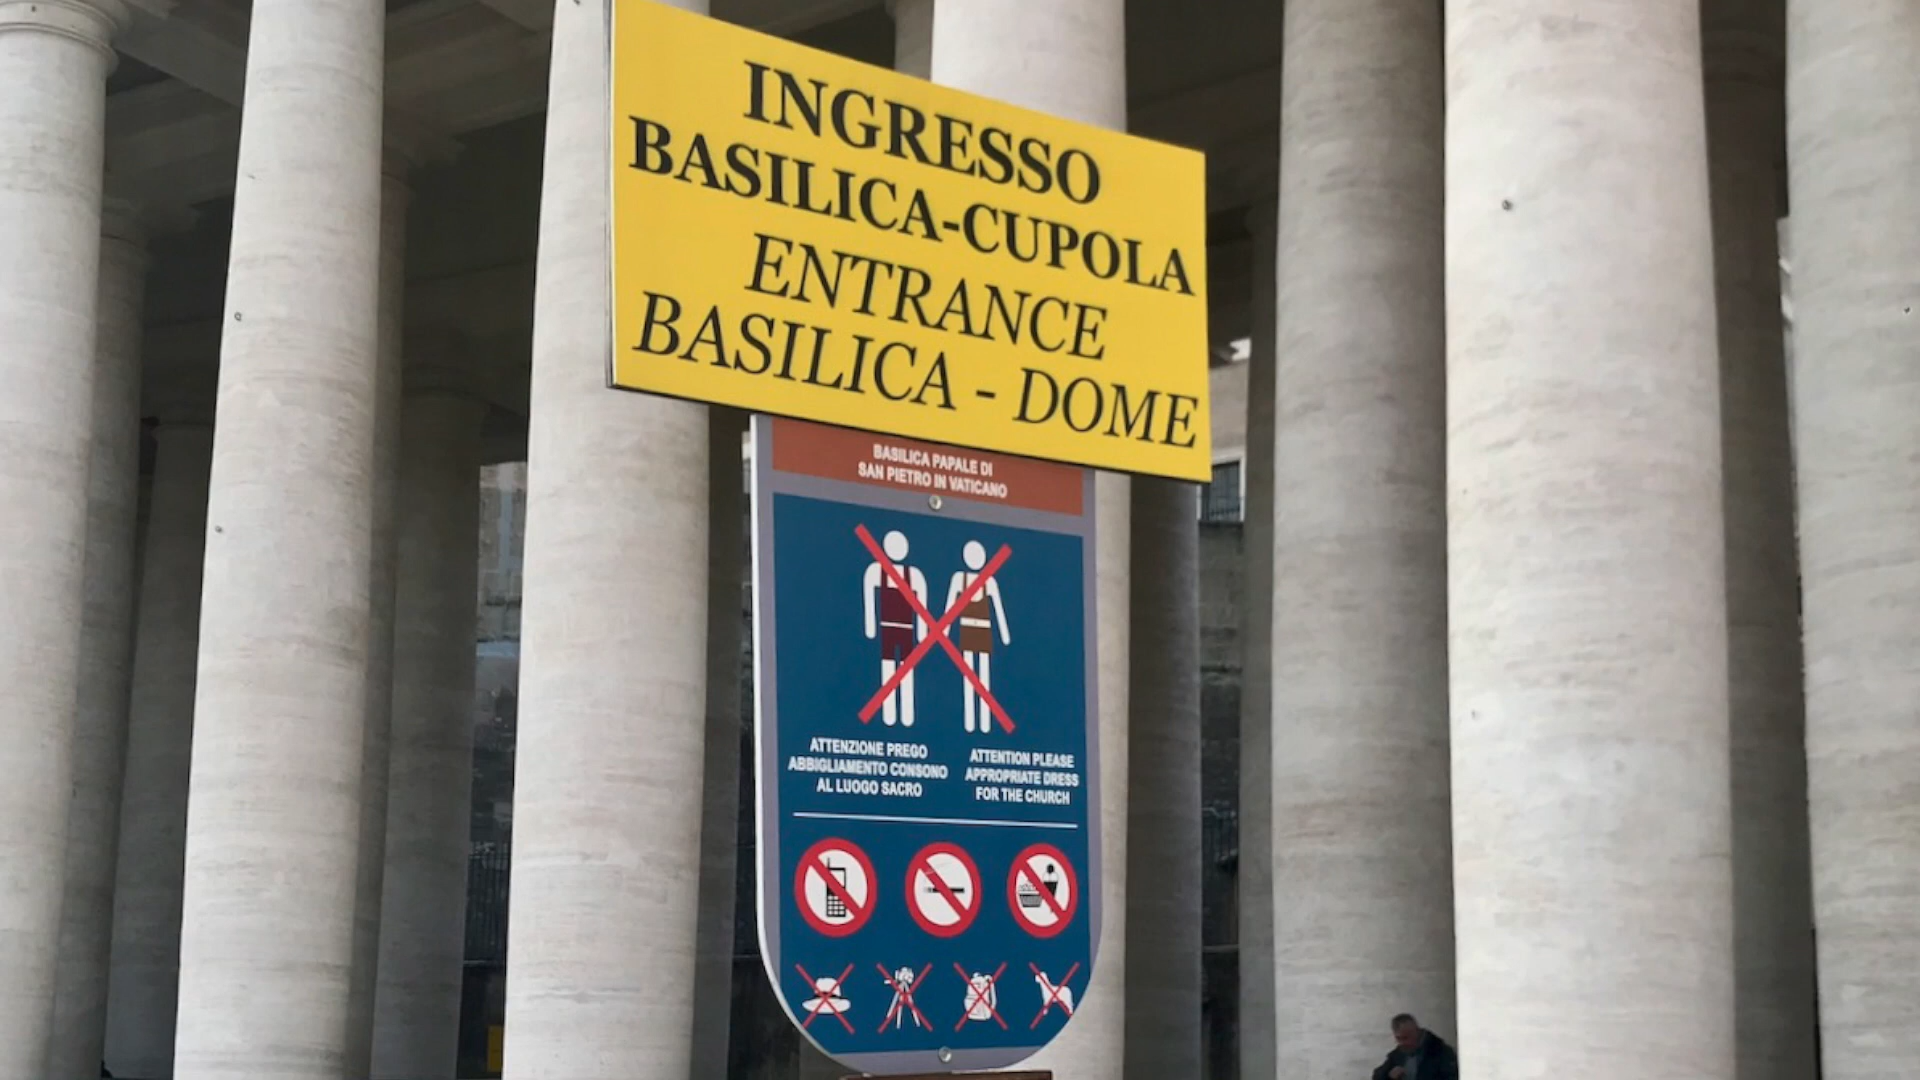 INGRESSO
BASILICA-CUPOLA
ENTRANCE
BASILICA - DOME
BASILICA PAPALE DI
SAN PIETRO IN VATICANO
ATTENZIONE PREGO
ABBIGLIAMENTO CONSONO
AL LUOGO SACRO
ATTENTION PLEASE
APPROPRIATE DRESS
FOR THE CHURCH